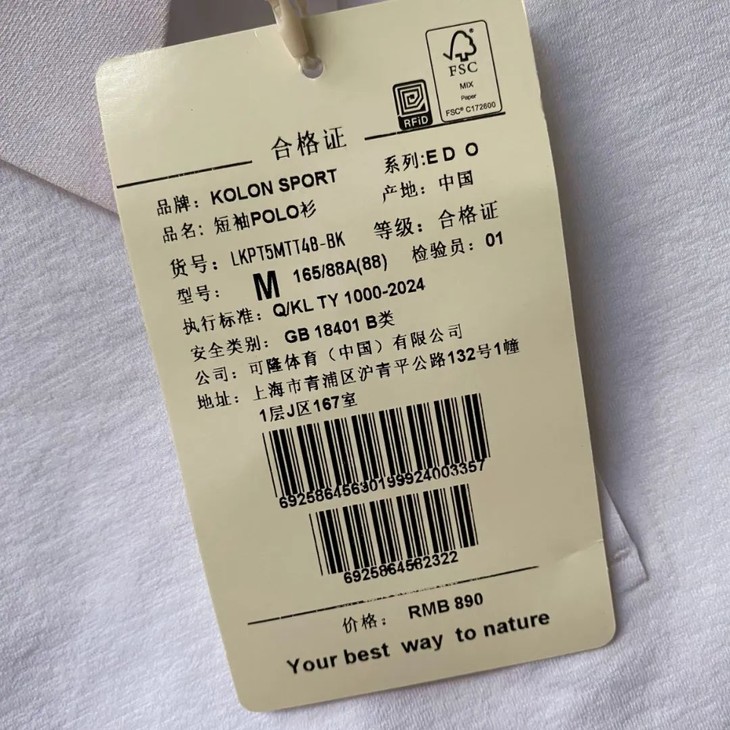 FSC
MIX
Paper
FSC® C172600
RFiD
合格证
品牌：KOLON SPORT 系列:E D O
品名：短袖POLO衫 产地：中国
货号：LKPT5MTT4B-BK 等级：合格证
型号： M 165/88A(88) 检验员：01
执行标准：Q/KL TY 1000-2024
安全类别： GB 18401 B类
公司：可隆体育（中国）有限公司
地址：上海市青浦区沪青平公路132号1幢
1层J区167室
69258645690199924003357
6925864562322
价格： RMB 890
Your best way to nature